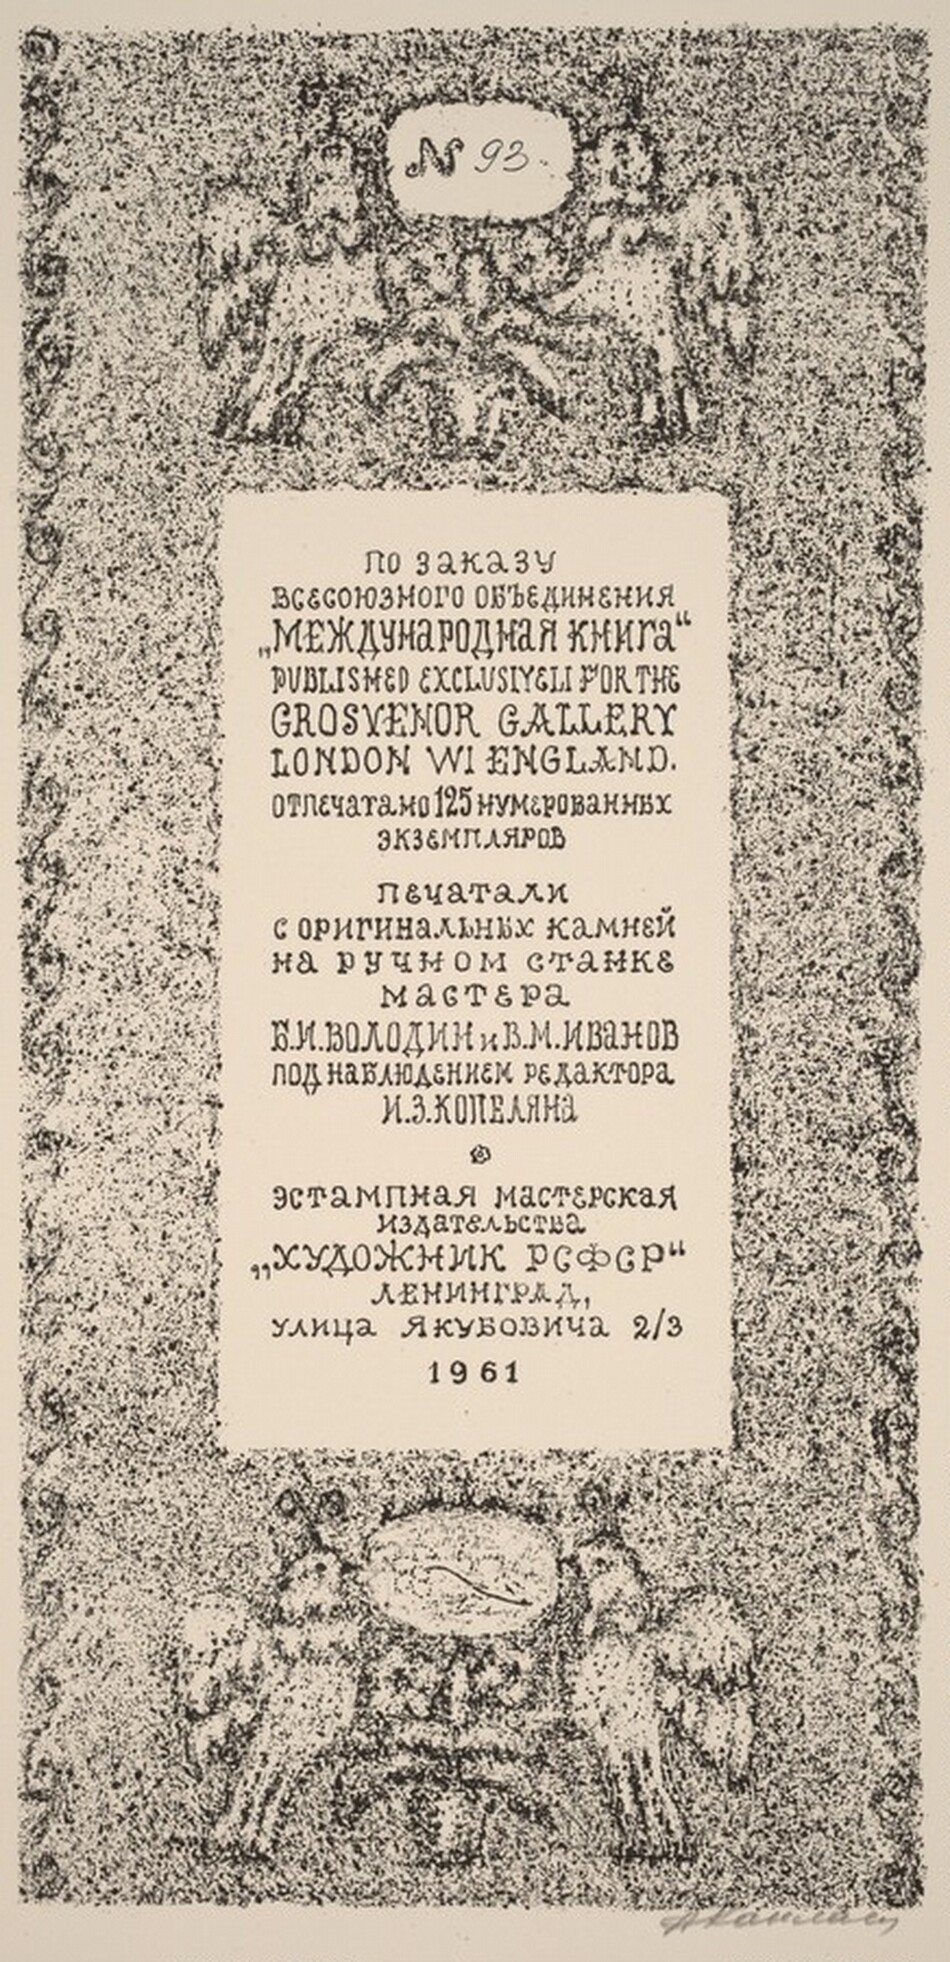 N 93
ПО ЗАКАЗУ
ВСЕСОЮЗНОГО ОБЪЕДИНЕНИЯ
„МЕЖДУНАРОДНАЯ КНИГА“
PUBLISHED EXCLUSIVELI FOR THE
GROSVENOR GALLERY
LONDON WI ENGLAND.
ОТПЕЧАТАНО 125 НУМЕРОВАННЫХ
ЭКЗЕМПЛЯРОВ
ПЕЧАТАЛИ
С ОРИГИНАЛЬНЫХ КАМНЕЙ
НА РУЧНОМ СТАНКЕ
МАСТЕРА
Б.И.ВОЛОДИН и В.М.ИВАНОВ
ПОД НАБЛЮДЕНИЕМ РЕДАКТОРА
И.З.КОПЕЛЯНА
ЭСТАМПНАЯ МАСТЕРСКАЯ
ИЗДАТЕЛЬСТВА
„ХУДОЖНИК РСФСР“
ЛЕНИНГРАД,
УЛИЦА ЯКУБОВИЧА 2/3
1961